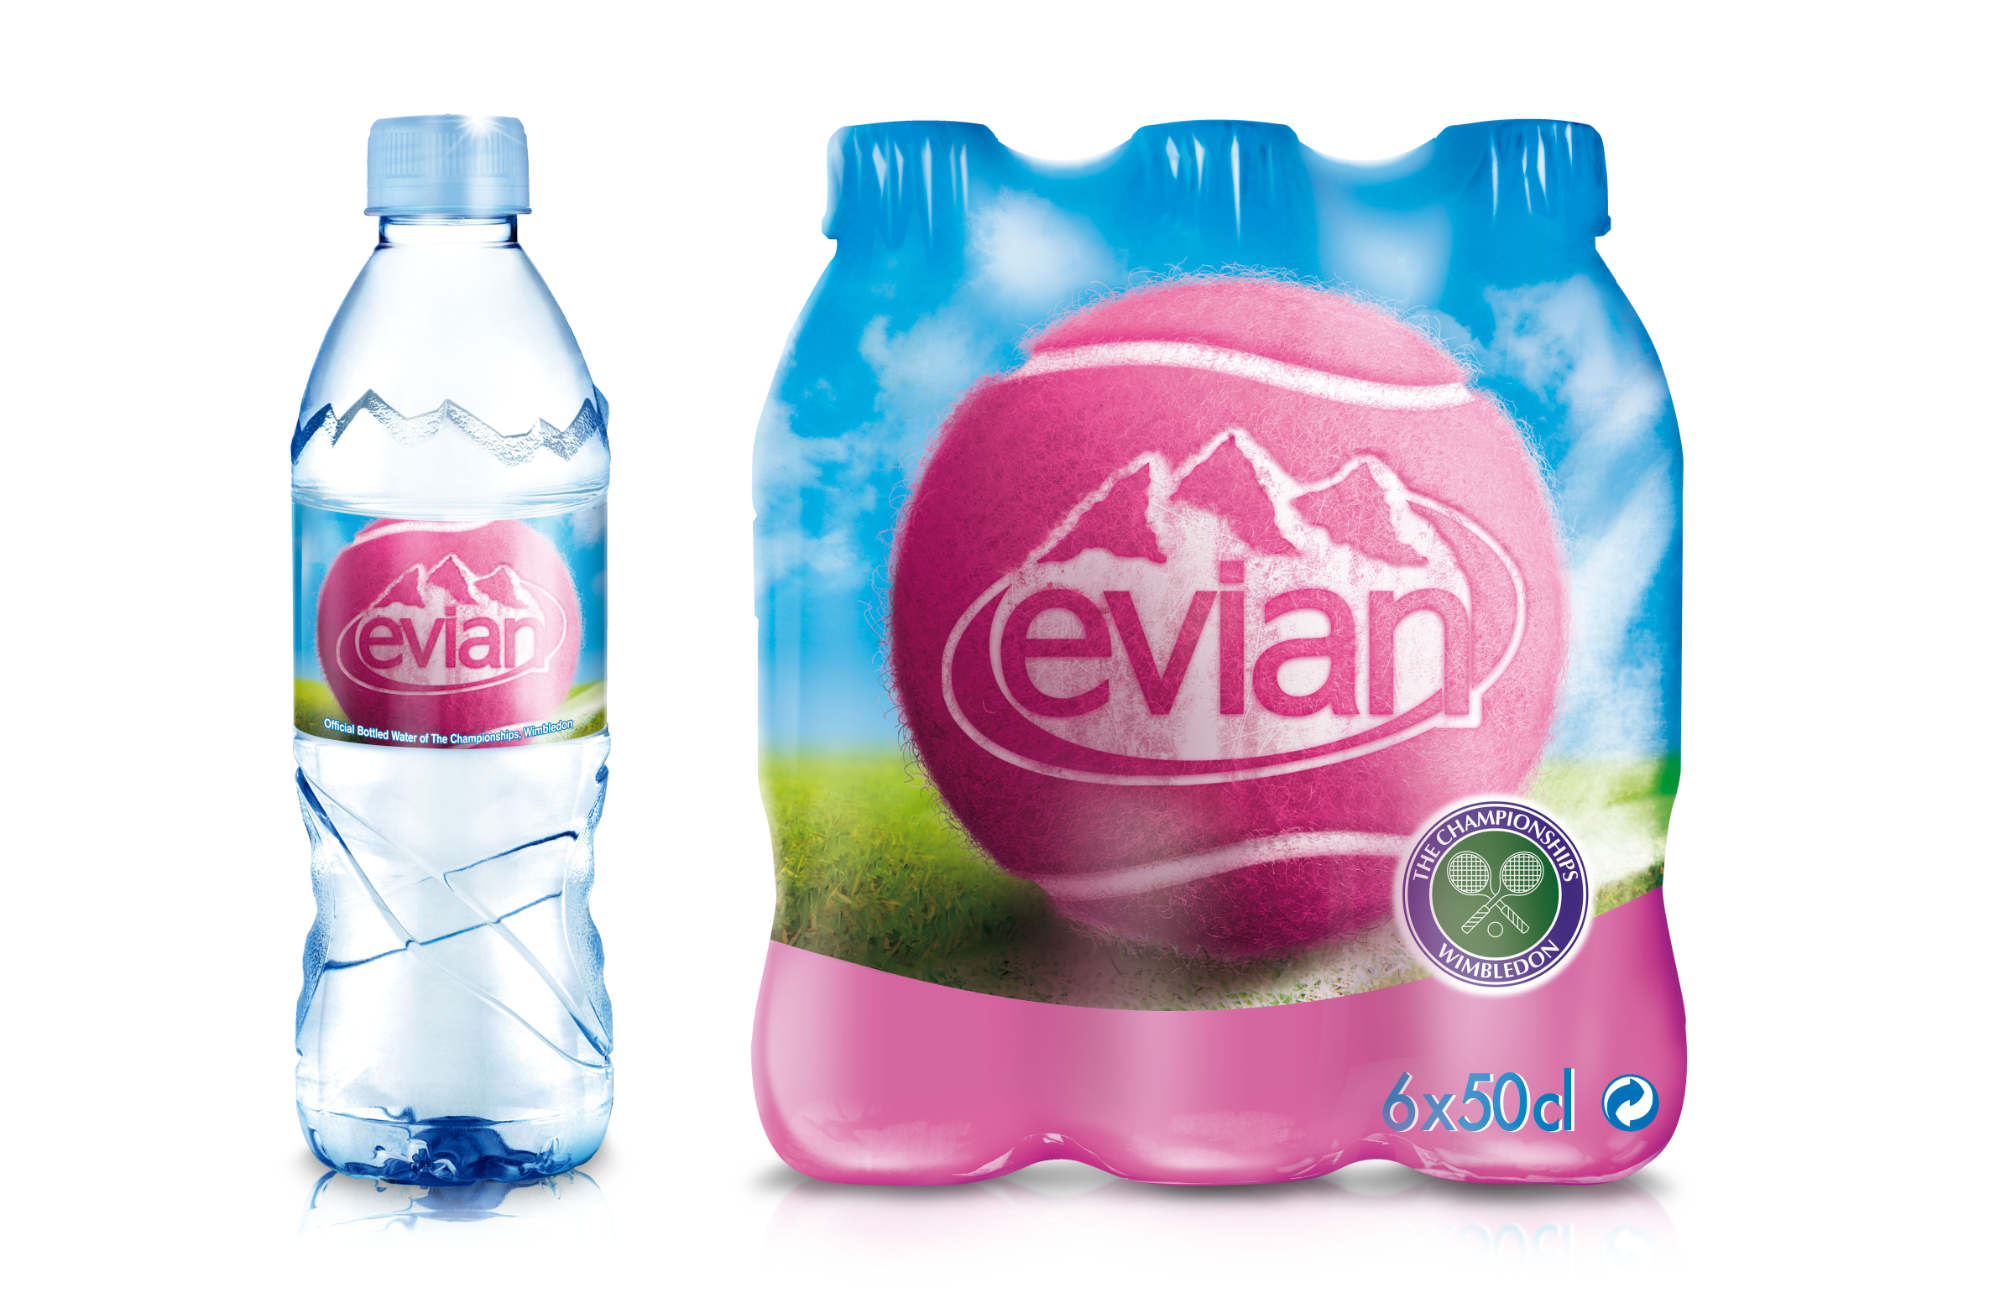 evian
Official Bottled Water of The Championships, Wimbledon
evian
THE CHAMPIONSHIPS
WIMBLEDON
6x50cl